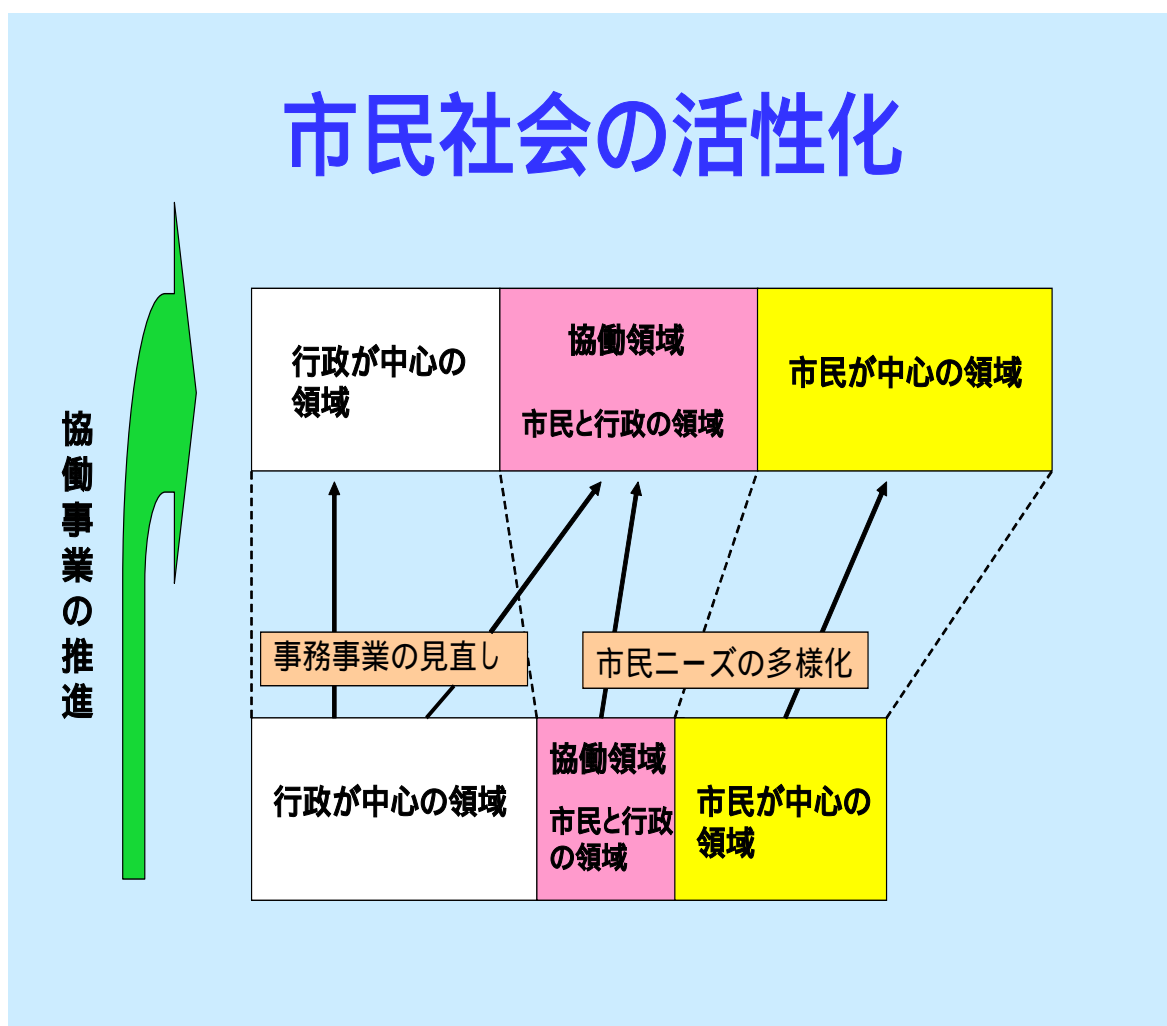 市民社会の活性化
協働事業の推進
行政が中心の
領域
協働領域
市民と行政の領域
市民が中心の領域
事務事業の見直し
市民ニーズの多様化
行政が中心の領域
協働領域
市民と行政
の領域
市民が中心の
領域